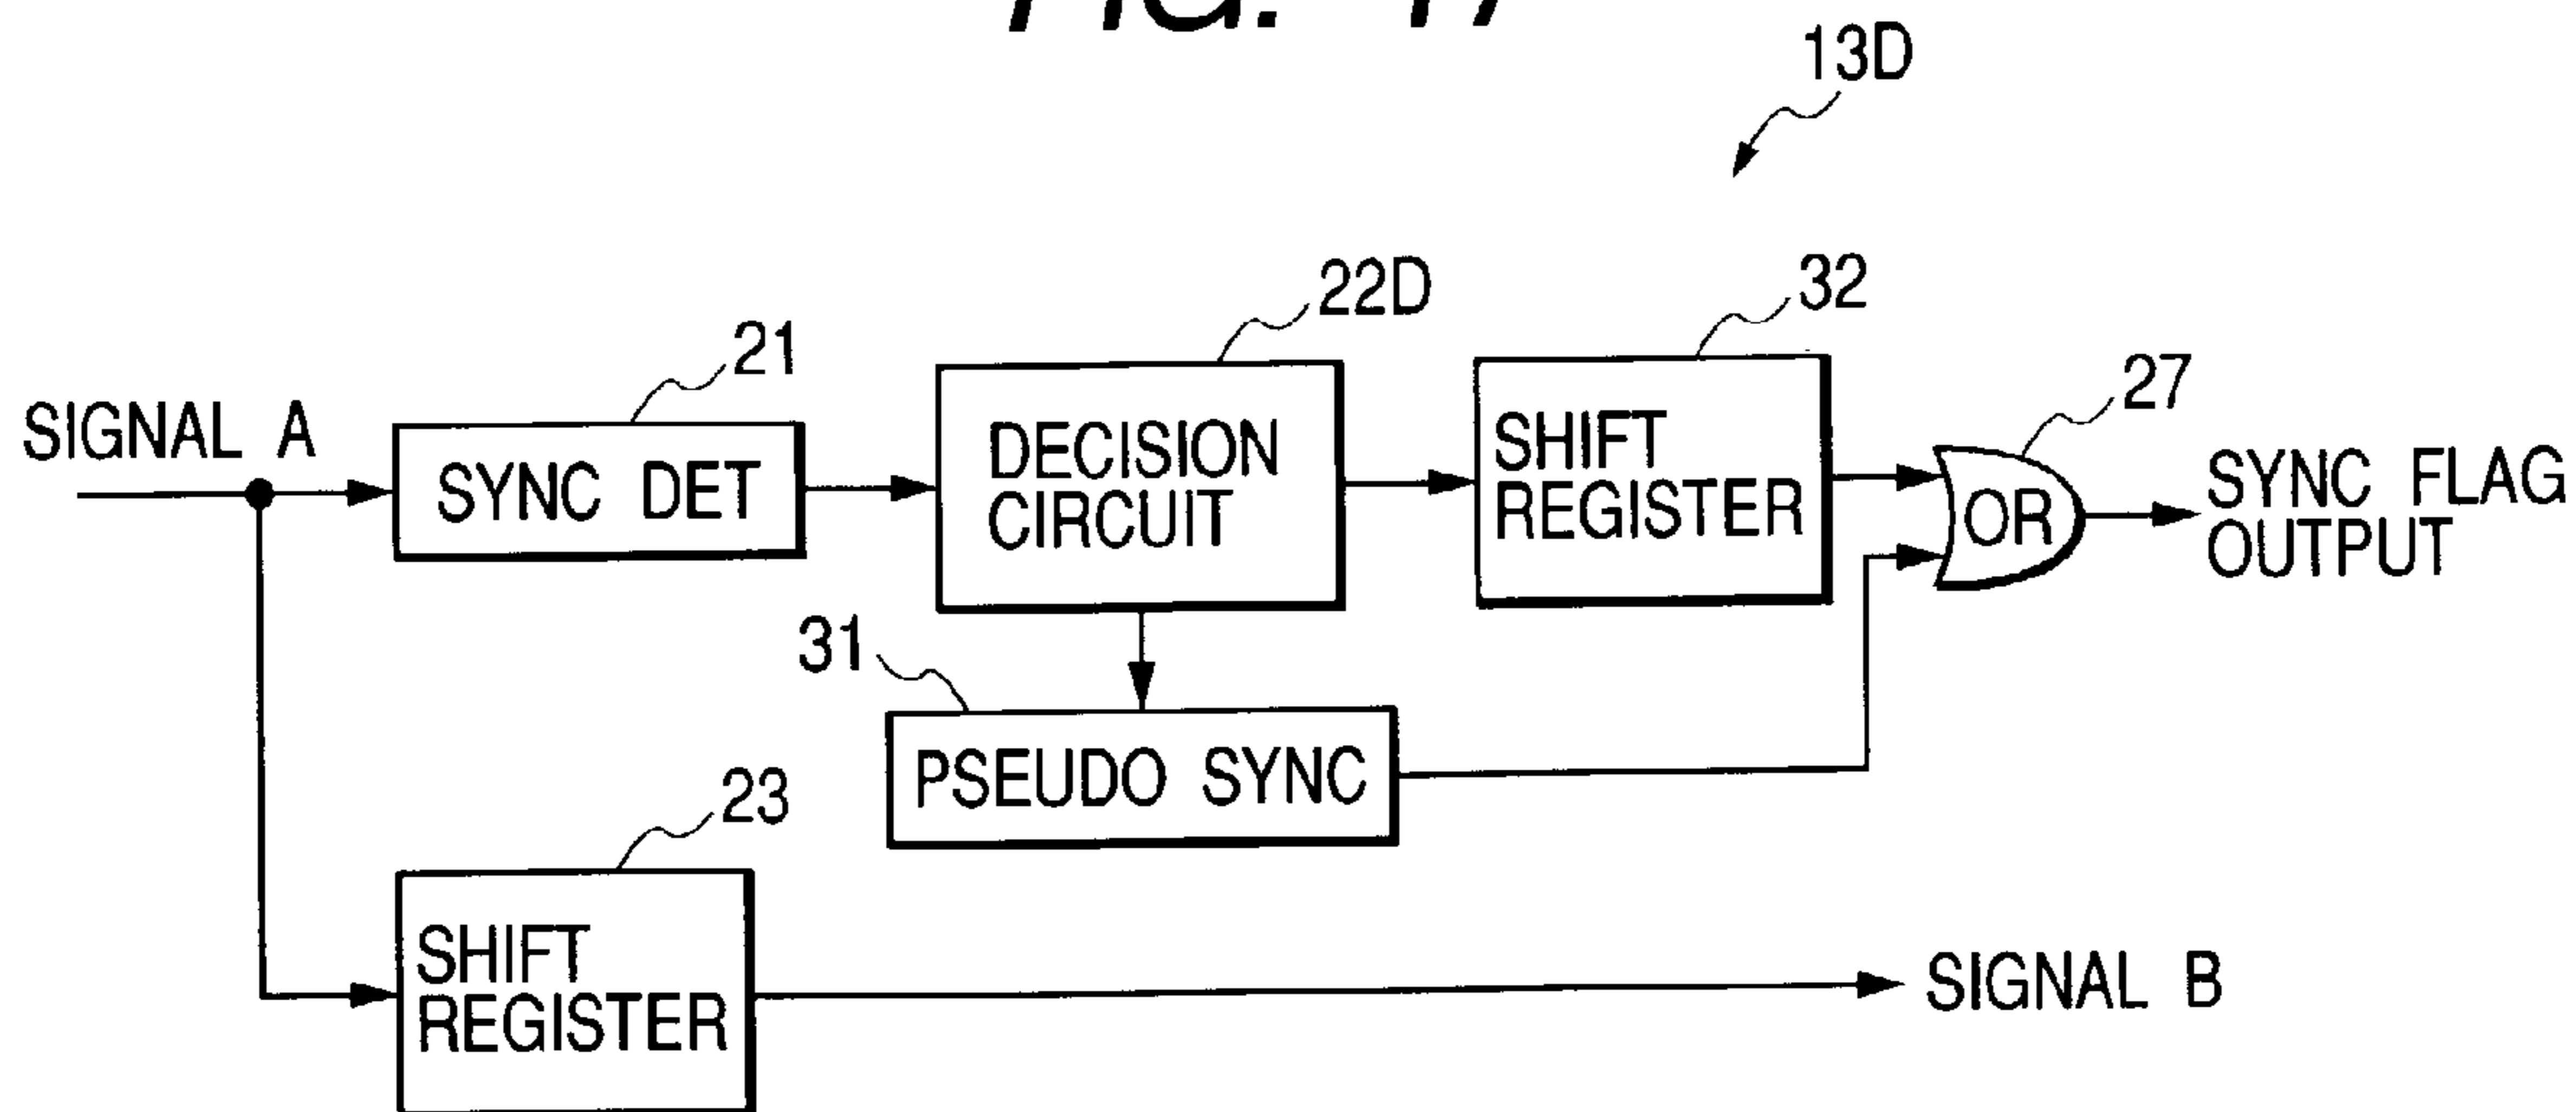 13D
22D
32
21
27
SIGNAL A
SYNC DET
DECISION
CIRCUIT
SHIFT
REGISTER
OR
SYNC FLAG
OUTPUT
31
PSEUDO SYNC
23
SHIFT
REGISTER
SIGNAL B